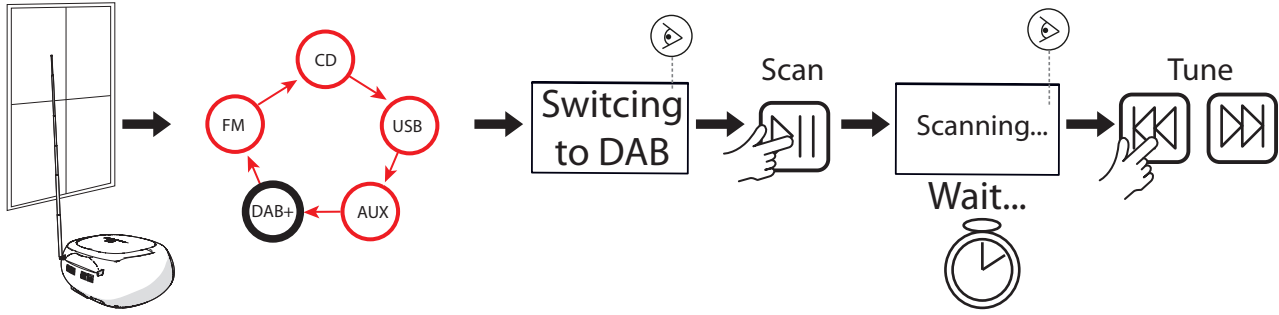 CD
FM
USB
DAB+
AUX
Switcing
to DAB
Scan
Scanning...
Wait...
Tune